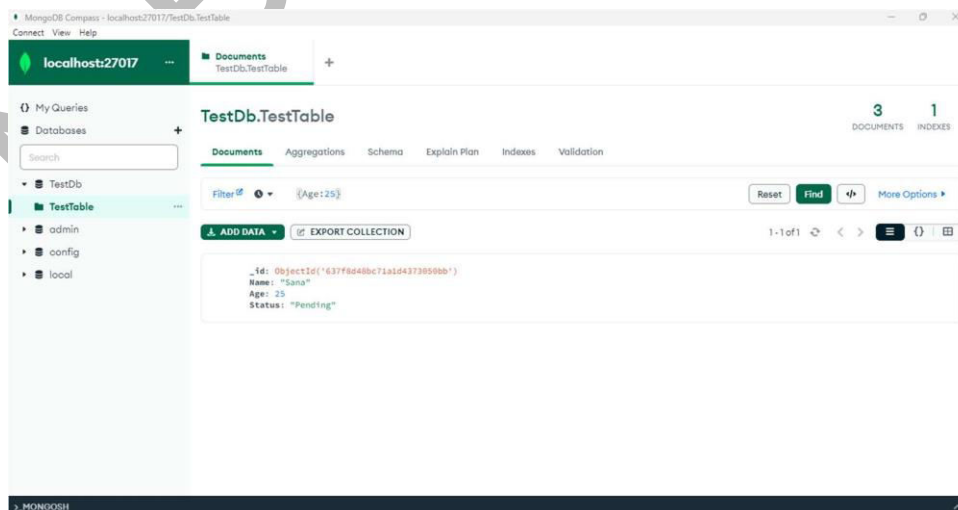 MongoDB Compass - localhost:27017/TestDb.TestTable
Connect View Help
localhost:27017 ...
Documents
TestDb.TestTable
+
{} My Queries
Databases +
Search
TestDb
TestTable ...
admin
config
local
TestDb.TestTable
3 DOCUMENTS
1 INDEXES
Documents Aggregations Schema Explain Plan Indexes Validation
Filter {Age:25} Reset Find </> More Options
ADD DATA EXPORT COLLECTION 1-1 of 1 < > {}
Name: "Sana"
Age: 25
Status: "Pending"
> MONGOSH